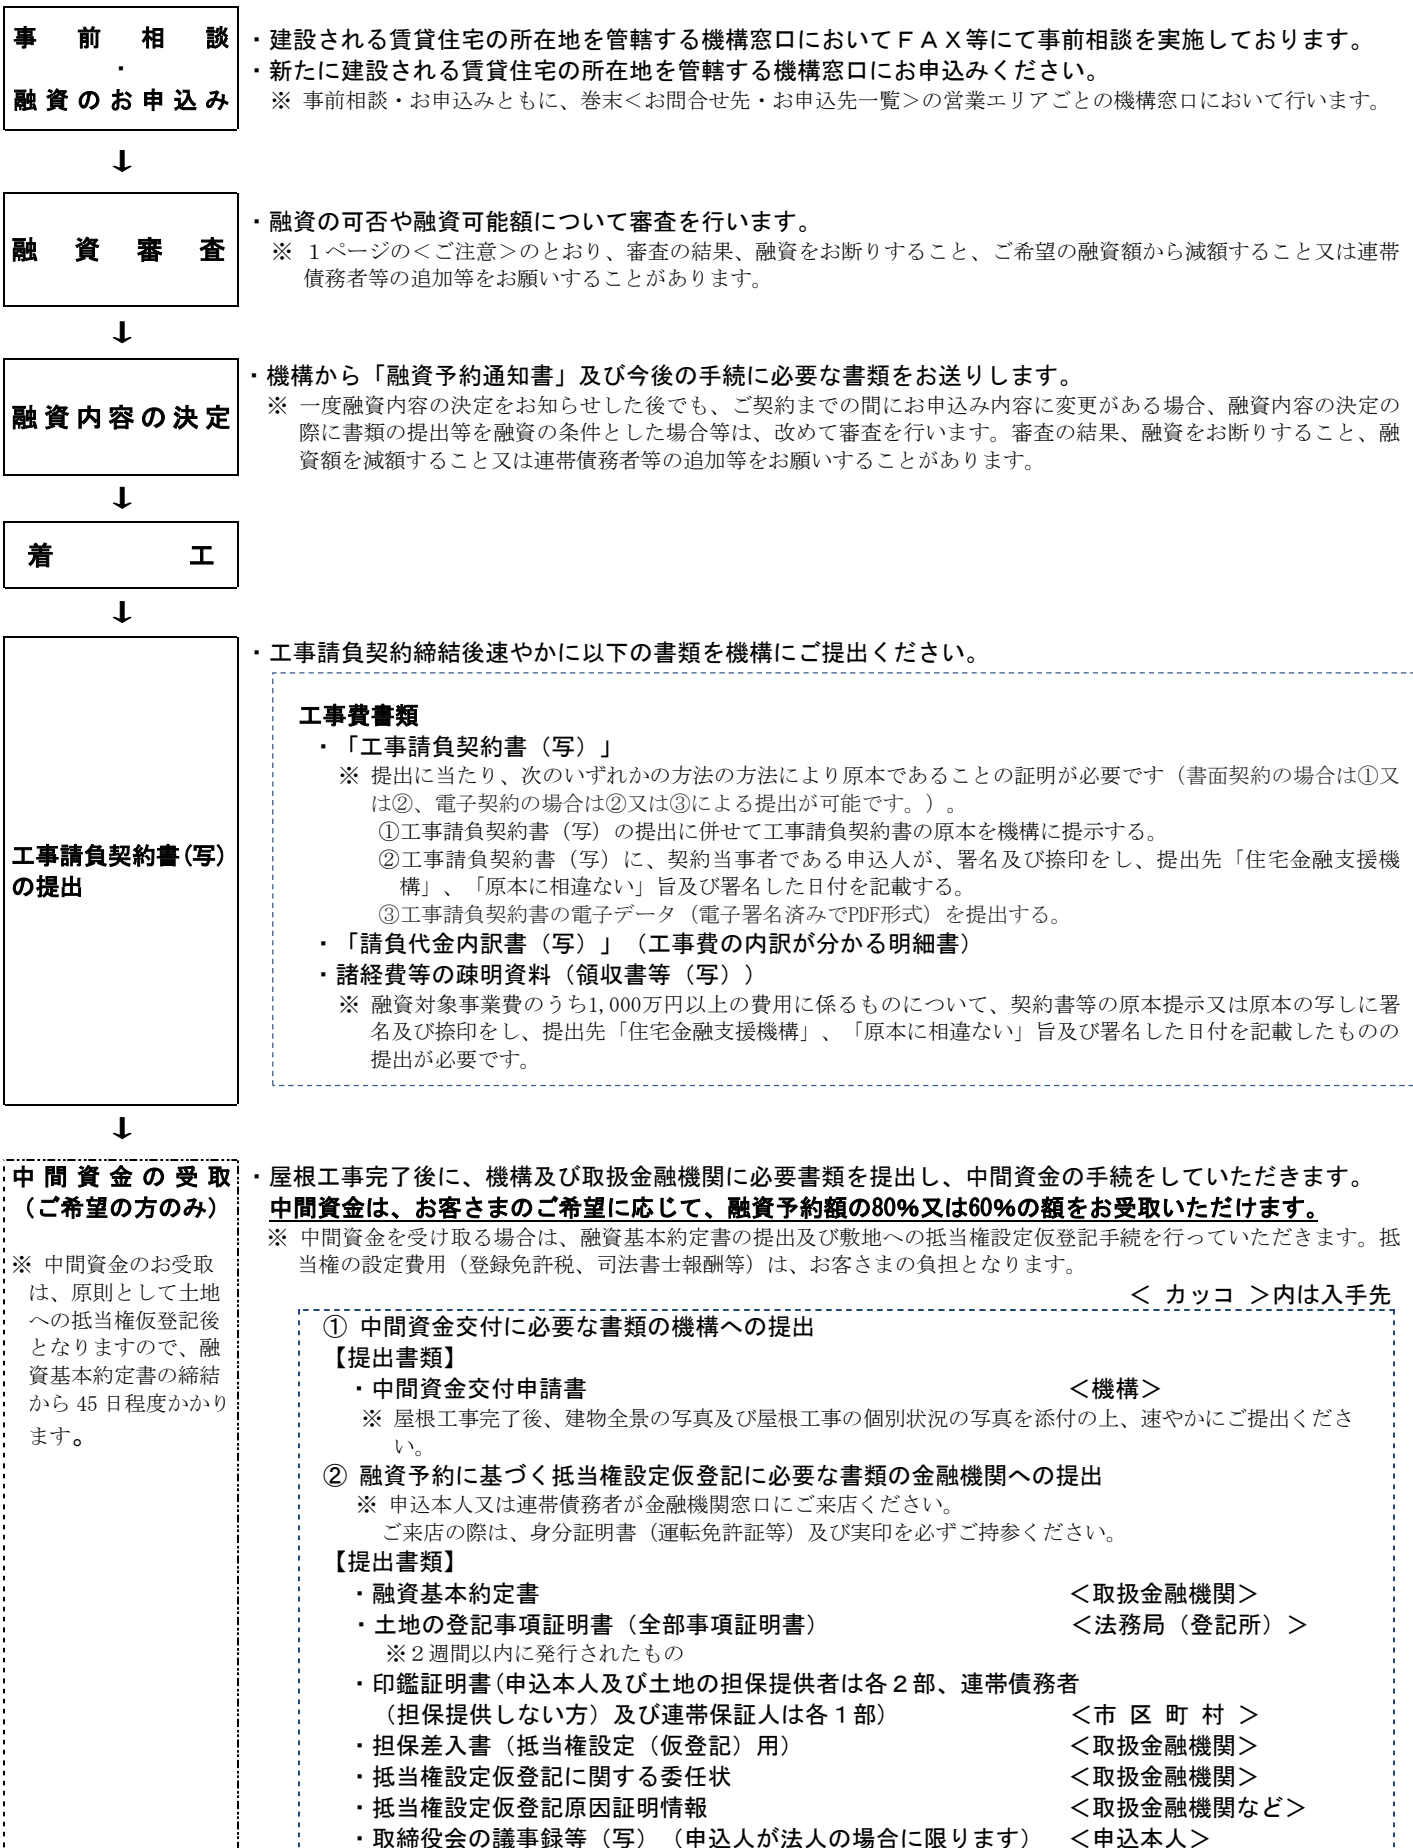 事前相談
・
融資のお申込み
・建設される賃貸住宅の所在地を管轄する機構窓口においてＦＡＸ等にて事前相談を実施しております。
・新たに建設される賃貸住宅の所在地を管轄する機構窓口にお申込みください。
※ 事前相談・お申込みともに、巻末＜お問合せ先・お申込先一覧＞の営業エリアごとの機構窓口において行います。
↓
融資審査
・融資の可否や融資可能額について審査を行います。
※ １ページの＜ご注意＞のとおり、審査の結果、融資をお断りすること、ご希望の融資額から減額すること又は連帯
債務者等の追加等をお願いすることがあります。
↓
融資内容の決定
・機構から「融資予約通知書」及び今後の手続に必要な書類をお送りします。
※ 一度融資内容の決定をお知らせした後でも、ご契約までの間にお申込み内容に変更がある場合、融資内容の決定の
際に書類の提出等を融資の条件とした場合等は、改めて審査を行います。審査の結果、融資をお断りすること、融
資額を減額すること又は連帯債務者等の追加等をお願いすることがあります。
↓
着工
↓
工事請負契約書(写)
の提出
・工事請負契約締結後速やかに以下の書類を機構にご提出ください。
工事費書類
・「工事請負契約書（写）」
※ 提出に当たり、次のいずれかの方法の方法により原本であることの証明が必要です（書面契約の場合は①又
は②、電子契約の場合は②又は③による提出が可能です。）。
①工事請負契約書（写）の提出に併せて工事請負契約書の原本を機構に提示する。
②工事請負契約書（写）に、契約当事者である申込人が、署名及び捺印をし、提出先「住宅金融支援機
構」、「原本に相違ない」旨及び署名した日付を記載する。
③工事請負契約書の電子データ（電子署名済みでPDF形式）を提出する。
・「請負代金内訳書（写）」（工事費の内訳が分かる明細書）
・諸経費等の疎明資料（領収書等（写））
※ 融資対象事業費のうち1,000万円以上の費用に係るものについて、契約書等の原本提示又は原本の写しに署
名及び捺印をし、提出先「住宅金融支援機構」、「原本に相違ない」旨及び署名した日付を記載したものの
提出が必要です。
↓
中間資金の受取
（ご希望の方のみ）
※ 中間資金のお受取
は、原則として土地
への抵当権仮登記後
となりますので、融
資基本約定書の締結
から 45 日程度かかり
ます。
・屋根工事完了後に、機構及び取扱金融機関に必要書類を提出し、中間資金の手続をしていただきます。
中間資金は、お客さまのご希望に応じて、融資予約額の80%又は60%の額をお受取いただけます。
※ 中間資金を受け取る場合は、融資基本約定書の提出及び敷地への抵当権設定仮登記手続を行っていただきます。抵
当権の設定費用（登録免許税、司法書士報酬等）は、お客さまの負担となります。
＜ カッコ ＞内は入手先
① 中間資金交付に必要な書類の機構への提出
【提出書類】
・中間資金交付申請書 ＜機構＞
※ 屋根工事完了後、建物全景の写真及び屋根工事の個別状況の写真を添付の上、速やかにご提出くださ
い。
② 融資予約に基づく抵当権設定仮登記に必要な書類の金融機関への提出
※ 申込本人又は連帯債務者が金融機関窓口にご来店ください。
ご来店の際は、身分証明書（運転免許証等）及び実印を必ずご持参ください。
【提出書類】
・融資基本約定書 ＜取扱金融機関＞
・土地の登記事項証明書（全部事項証明書） ＜法務局（登記所）＞
※２週間以内に発行されたもの
・印鑑証明書(申込本人及び土地の担保提供者は各２部、連帯債務者
（担保提供しない方）及び連帯保証人は各１部） ＜市 区 町 村 ＞
・担保差入書（抵当権設定（仮登記）用） ＜取扱金融機関＞
・抵当権設定仮登記に関する委任状 ＜取扱金融機関＞
・抵当権設定仮登記原因証明情報 ＜取扱金融機関など＞
・取締役会の議事録等（写）（申込人が法人の場合に限ります） ＜申込本人＞